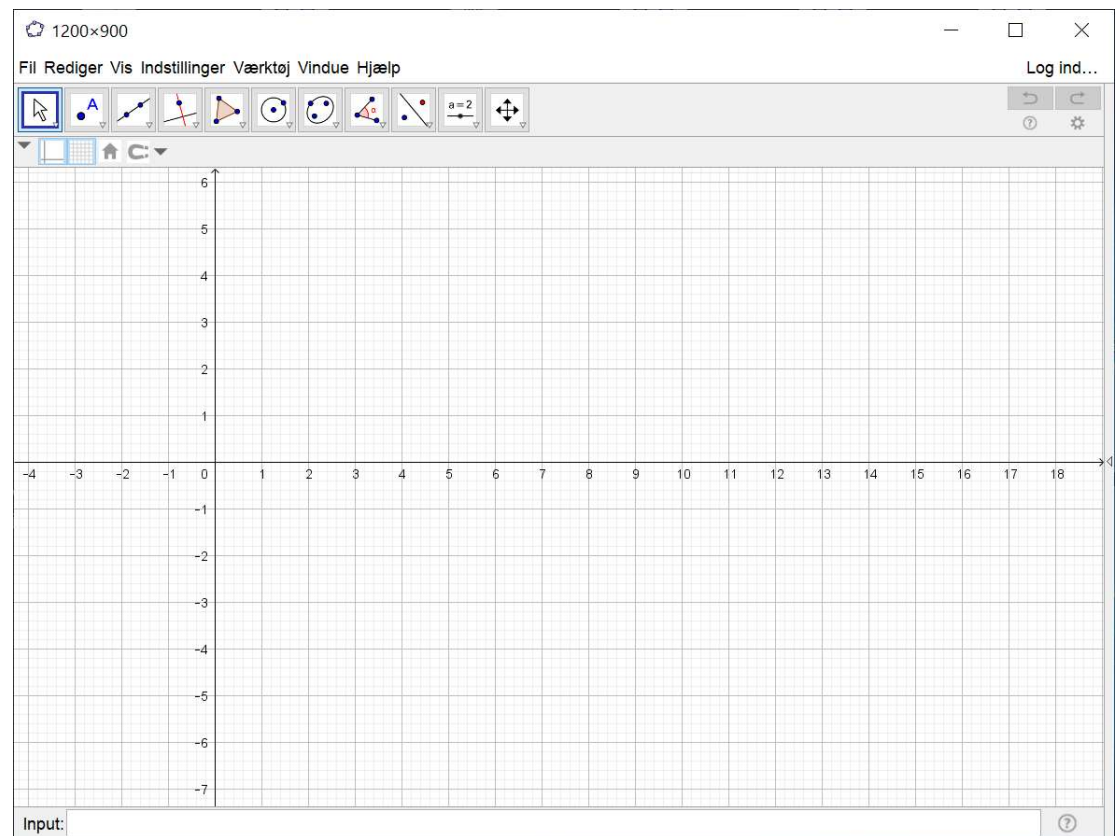 1200×900
Fil Rediger Vis Indstillinger Værktøj Vindue Hjælp Log ind...
A
a=2
6
5
4
3
2
1
-4 -3 -2 -1 0 1 2 3 4 5 6 7 8 9 10 11 12 13 14 15 16 17 18
-1
-2
-3
-4
-5
-6
-7
Input: